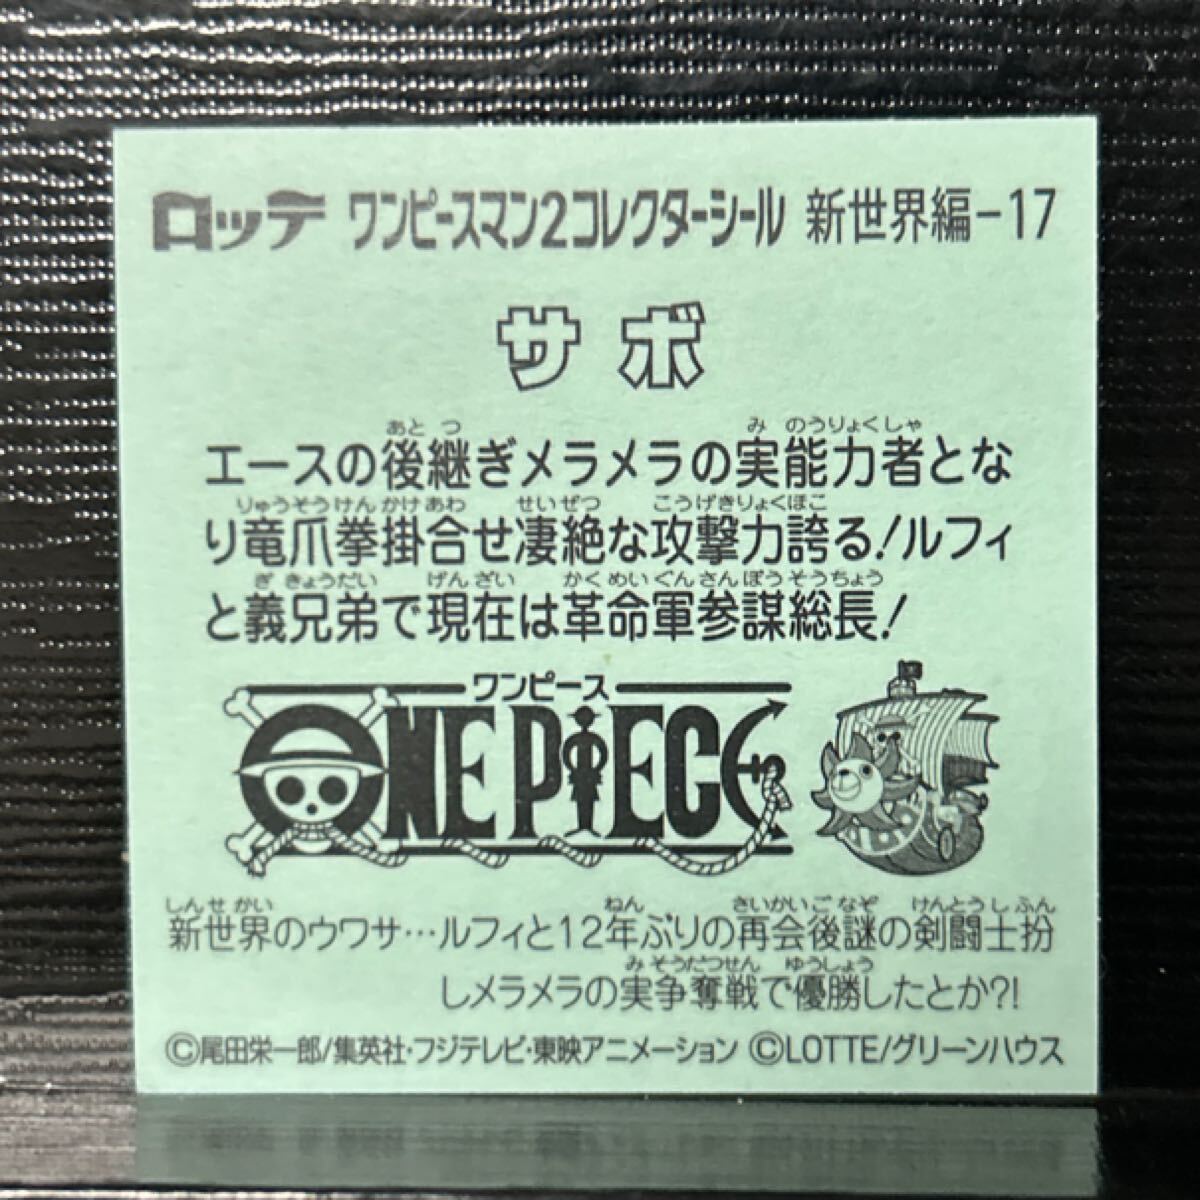 ロッテ ワンピースマン2コレクターシール 新世界編-17
サボ
あとつ みのうりょくしゃ
エースの後継ぎメラメラの実能力者とな
りゅうそうけんかけあわ せいぜつ こうげきりょくほこ
り竜爪拳掛合せ凄絶な攻撃力誇る!ルフィ
ぎきょうだい げんざい かくめいぐんさんぼうそうちょう
と義兄弟で現在は革命軍参謀総長!
ワンピース
ONE PIECE
しんせかい ねん さいかいごなぞ けんとうしふん
新世界のウワサ…ルフィと12年ぶりの再会後謎の剣闘士扮
みそうだつせん ゆうしょう
しメラメラの実争奪戦で優勝したとか?!
©尾田栄一郎/集英社・フジテレビ・東映アニメーション ©LOTTE/グリーンハウス